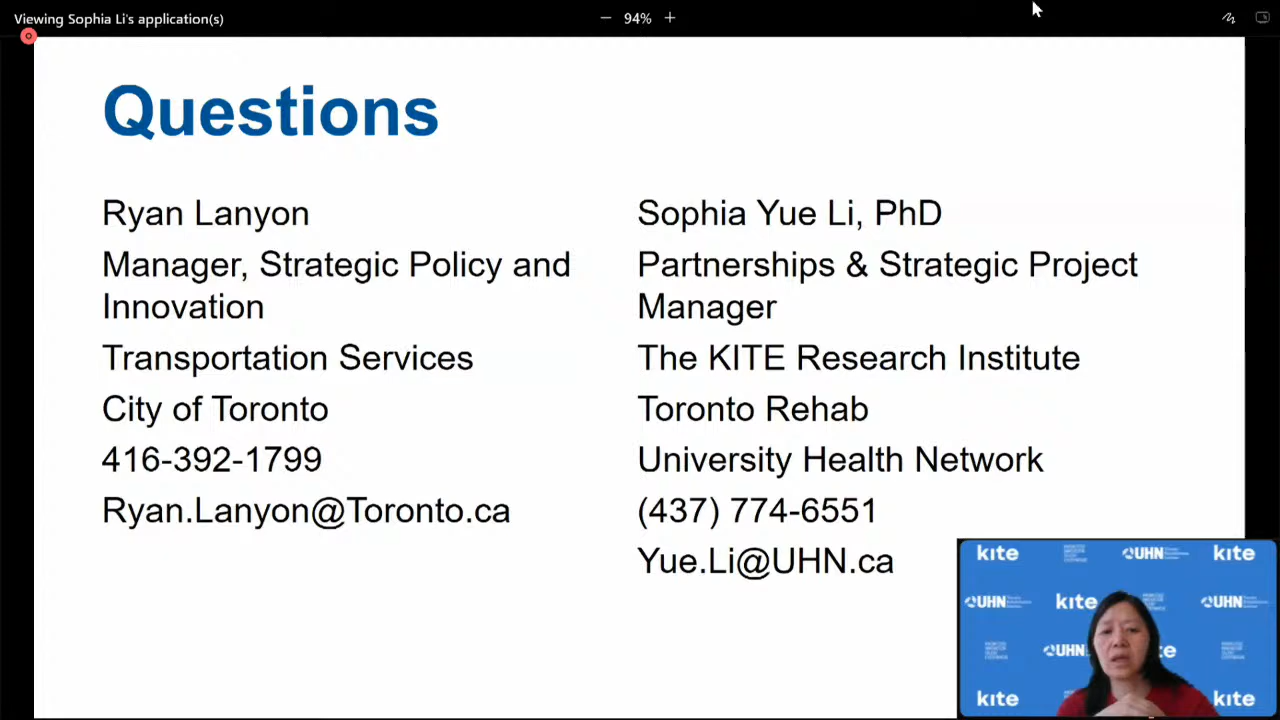 Viewing Sophia Li's application(s)
94%
Questions
Ryan Lanyon
Manager, Strategic Policy and
Innovation
Transportation Services
City of Toronto
416-392-1799
Ryan.Lanyon@Toronto.ca
Sophia Yue Li, PhD
Partnerships & Strategic Project
Manager
The KITE Research Institute
Toronto Rehab
University Health Network
(437) 774-6551
Yue.Li@UHN.ca
kite UHN kite
UHN kite UHN
UHN
kite kite